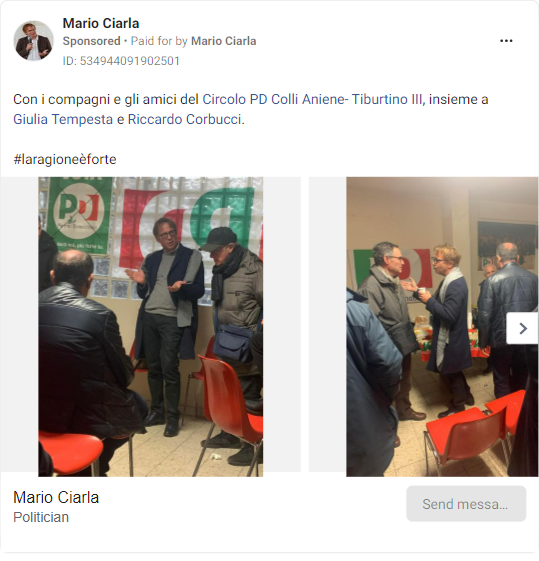 Mario Ciarla
Sponsored • Paid for by Mario Ciarla
ID: 534944091902501
Con i compagni e gli amici del Circolo PD Colli Aniene- Tiburtino III, insieme a
Giulia Tempesta e Riccardo Corbucci.
#laragioneèforte
PD
Mario Ciarla
Politician
Send messa...